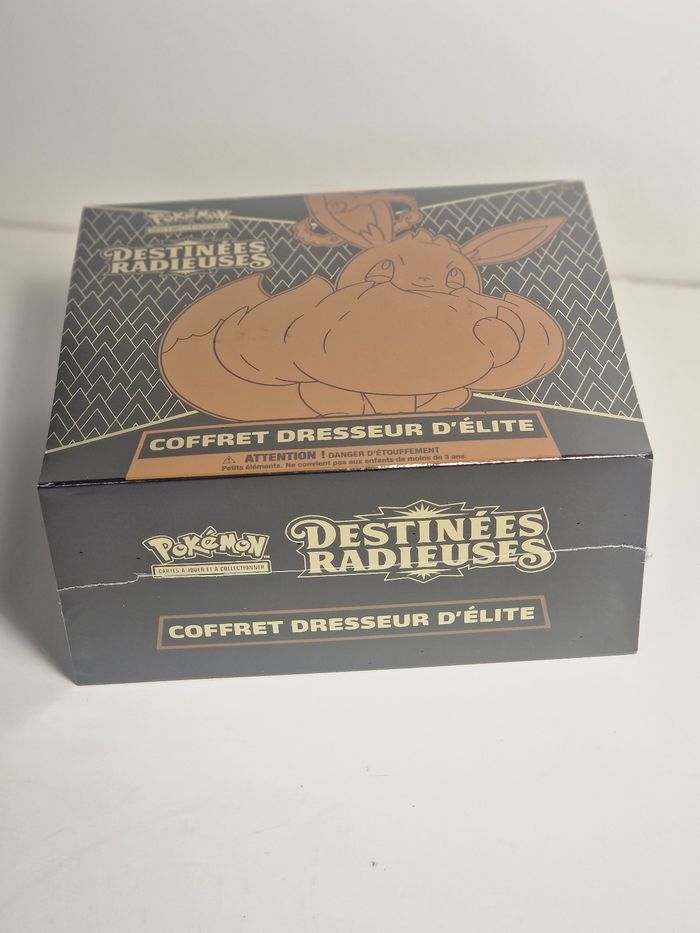 POKéMON
DESTINÉES
RADIEUSES
COFFRET DRESSEUR D'ÉLITE
⚠ ATTENTION ! DANGER D'ÉTOUFFEMENT
Petits éléments. Ne convient pas aux enfants de moins de 3 ans.
POKéMON
CARTES À JOUER ET À COLLECTIONNER
DESTINÉES
RADIEUSES
COFFRET DRESSEUR D'ÉLITE